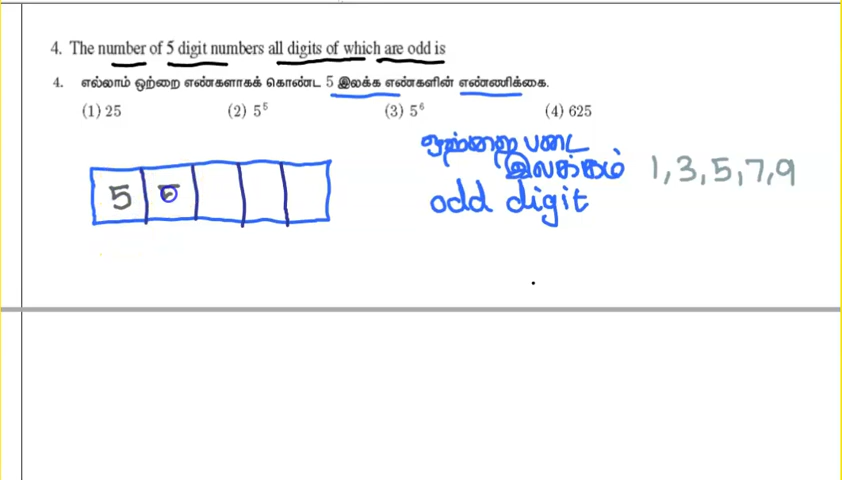 4. The number of 5 digit numbers all digits of which are odd is
4. எல்லாம் ஒற்றை எண்களாகக் கொண்ட 5 இலக்க எண்களின் எண்ணிக்கை.
(1) 25 (2) 5⁵ (3) 5⁶ (4) 625
ஒற்றை படை
இலக்கம் 1,3,5,7,9
5 5 odd digit